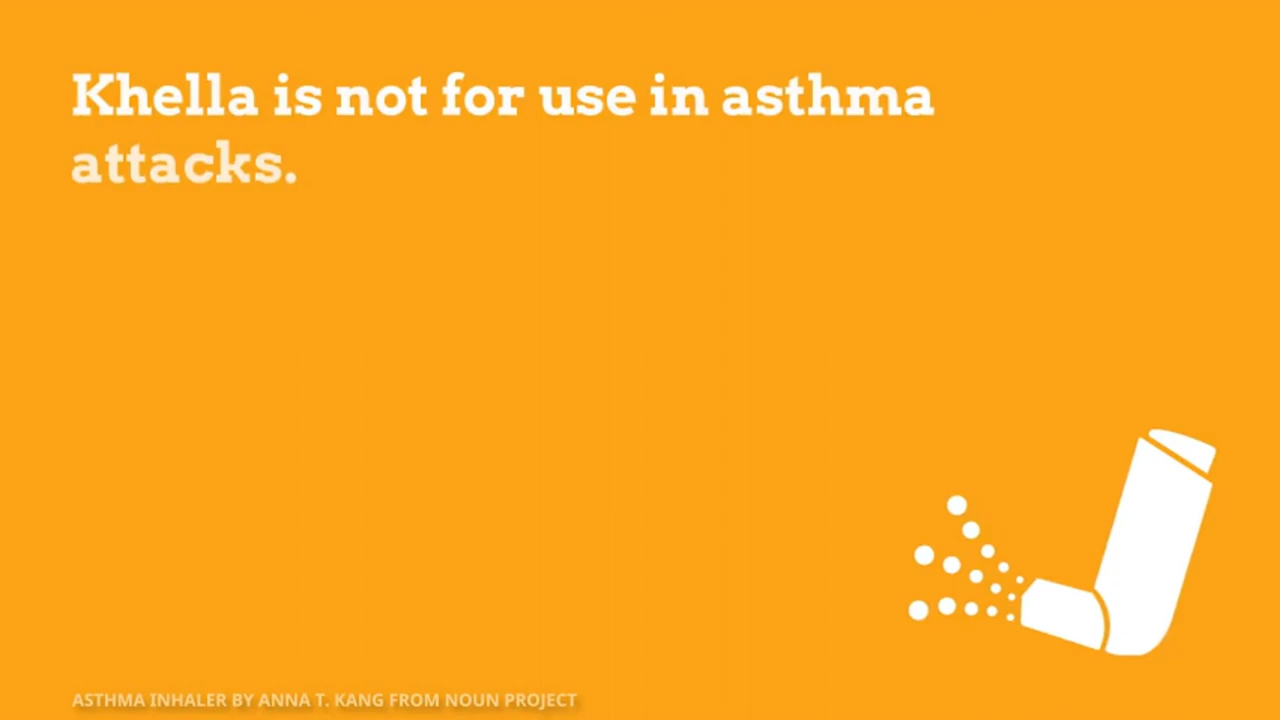 Khella is not for use in asthma
attacks.
ASTHMA INHALER BY ANNA T. KANG FROM NOUN PROJECT